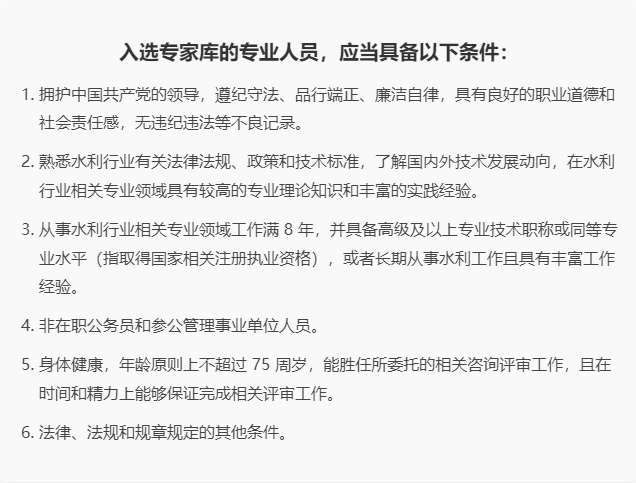 入选专家库的专业人员，应当具备以下条件：
1. 拥护中国共产党的领导，遵纪守法、品行端正、廉洁自律，具有良好的职业道德和
社会责任感，无违纪违法等不良记录。
2. 熟悉水利行业有关法律法规、政策和技术标准，了解国内外技术发展动向，在水利
行业相关专业领域具有较高的专业理论知识和丰富的实践经验。
3. 从事水利行业相关专业领域工作满 8 年，并具备高级及以上专业技术职称或同等专
业水平（指取得国家相关注册执业资格），或者长期从事水利工作且具有丰富工作
经验。
4. 非在职公务员和参公管理事业单位人员。
5. 身体健康，年龄原则上不超过 75 周岁，能胜任所委托的相关咨询评审工作，且在
时间和精力上能够保证完成相关评审工作。
6. 法律、法规和规章规定的其他条件。